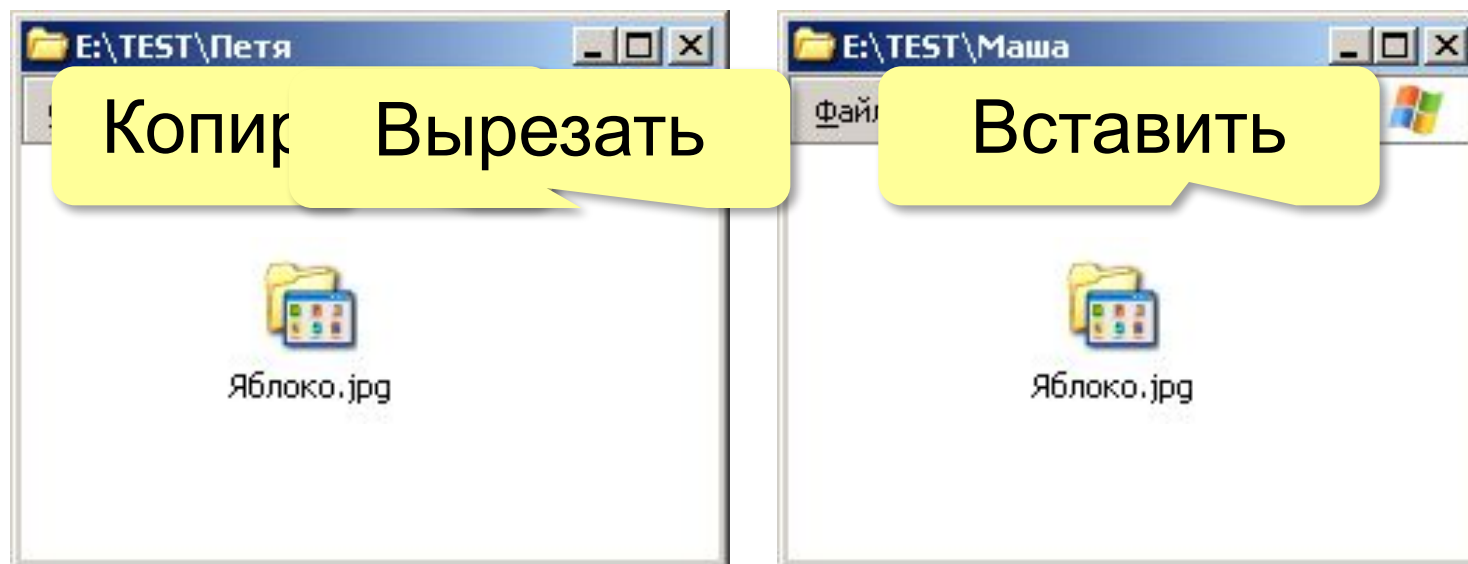 E:\TEST\Петя
Копир
Вырезать
Яблоко.jpg
E:\TEST\Маша
Файл
Вставить
Яблоко.jpg